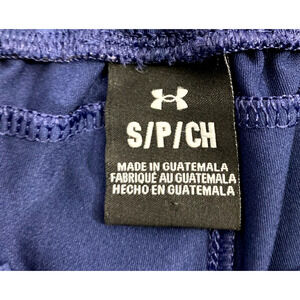 S/P/CH
MADE IN GUATEMALA
FABRIQUÉ AU GUATEMALA
HECHO EN GUATEMALA